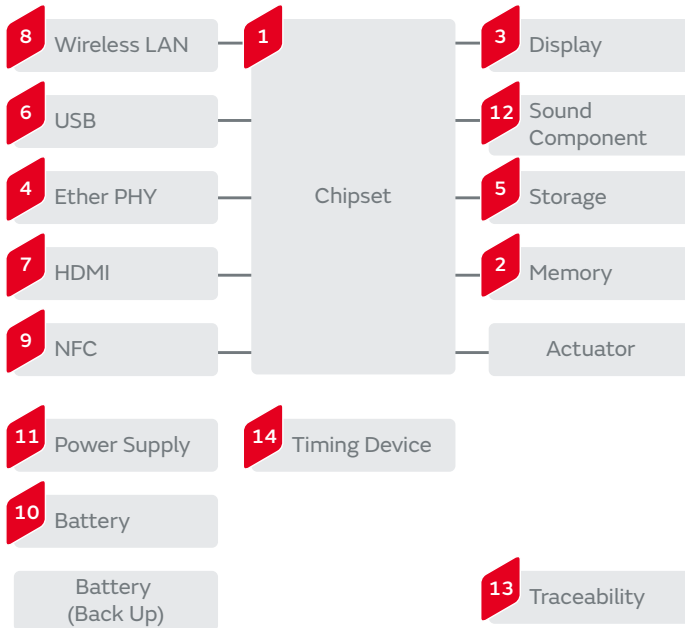 8 Wireless LAN
1
3 Display
6 USB
12 Sound
Component
4 Ether PHY
Chipset
5 Storage
7 HDMI
2 Memory
9 NFC
Actuator
11 Power Supply
14 Timing Device
10 Battery
Battery
(Back Up)
13 Traceability